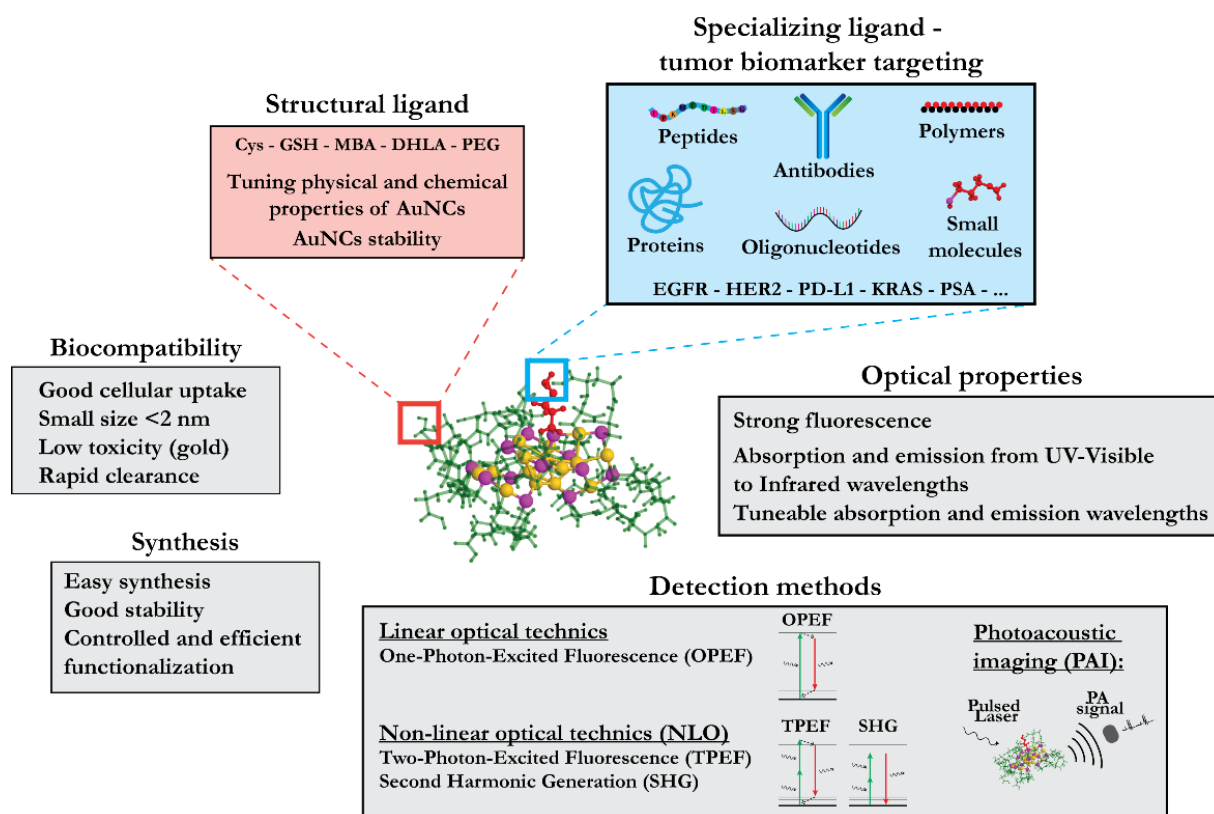 Specializing ligand -
tumor biomarker targeting
Peptides
Antibodies
Polymers
Proteins
Oligonucleotides
Small
molecules
EGFR - HER2 - PD-L1 - KRAS - PSA - ...
Structural ligand
Cys - GSH - MBA - DHLA - PEG
Tuning physical and chemical
properties of AuNCs
AuNCs stability
Biocompatibility
Good cellular uptake
Small size <2 nm
Low toxicity (gold)
Rapid clearance
Optical properties
Strong fluorescence
Absorption and emission from UV-Visible
to Infrared wavelengths
Tuneable absorption and emission wavelengths
Synthesis
Easy synthesis
Good stability
Controlled and efficient
functionalization
Detection methods
Linear optical technics
One-Photon-Excited Fluorescence (OPEF)
OPEF
Non-linear optical technics (NLO)
Two-Photon-Excited Fluorescence (TPEF)
Second Harmonic Generation (SHG)
TPEF
SHG
Photoacoustic
imaging (PAI):
Pulsed
Laser
PA
signal